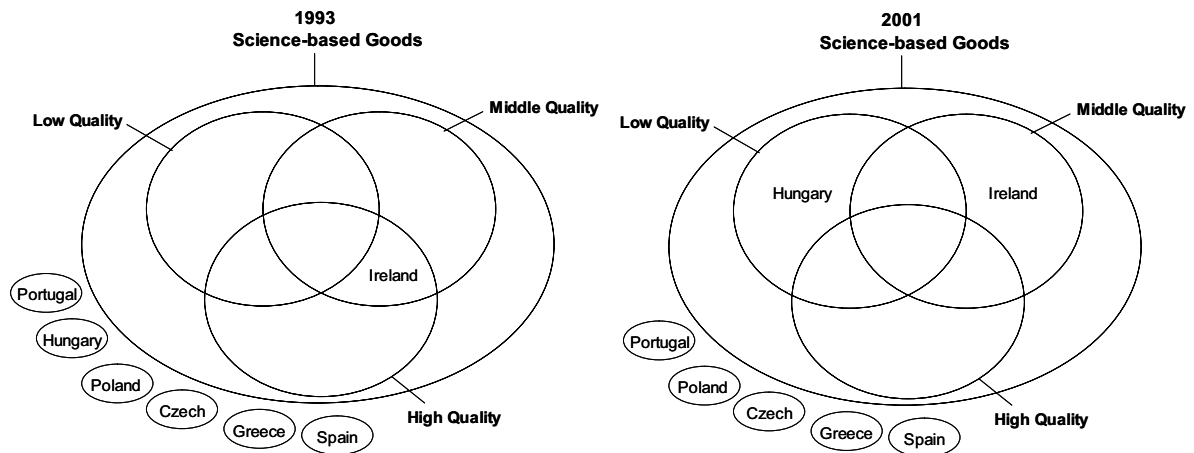 1993
Science-based Goods
Low Quality
Middle Quality
Ireland
Portugal
Hungary
Poland
Czech
Greece
Spain
High Quality
2001
Science-based Goods
Low Quality
Middle Quality
Hungary
Ireland
Portugal
Poland
Czech
Greece
Spain
High Quality